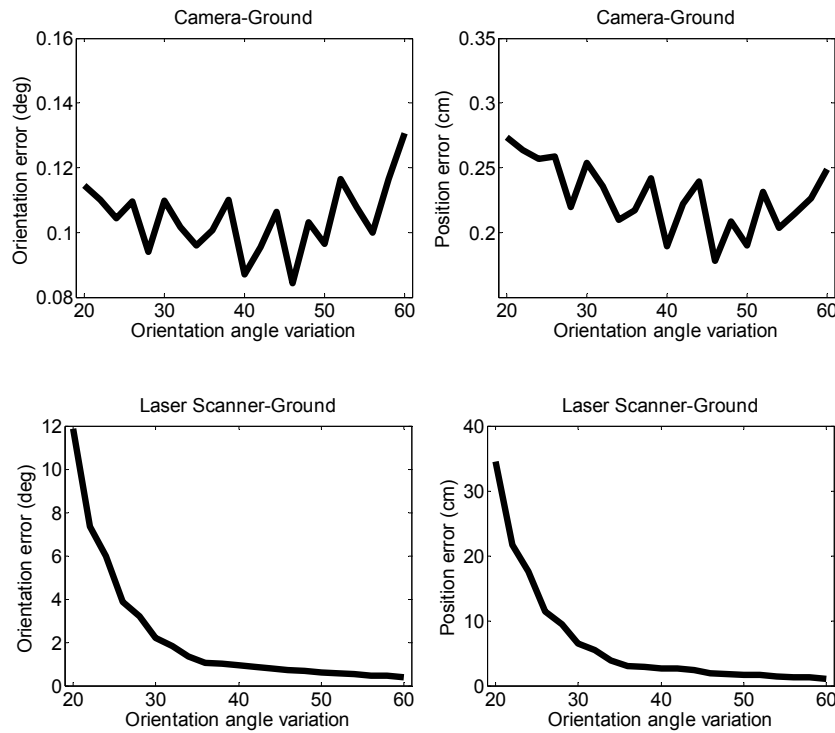 Camera-Ground
0.16
0.14
0.12
0.1
0.08
Orientation error (deg)
20 30 40 50 60
Orientation angle variation
Camera-Ground
0.35
0.3
0.25
0.2
Position error (cm)
20 30 40 50 60
Orientation angle variation
Laser Scanner-Ground
12
10
8
6
4
2
0
Orientation error (deg)
20 30 40 50 60
Orientation angle variation
Laser Scanner-Ground
40
30
20
10
0
Position error (cm)
20 30 40 50 60
Orientation angle variation